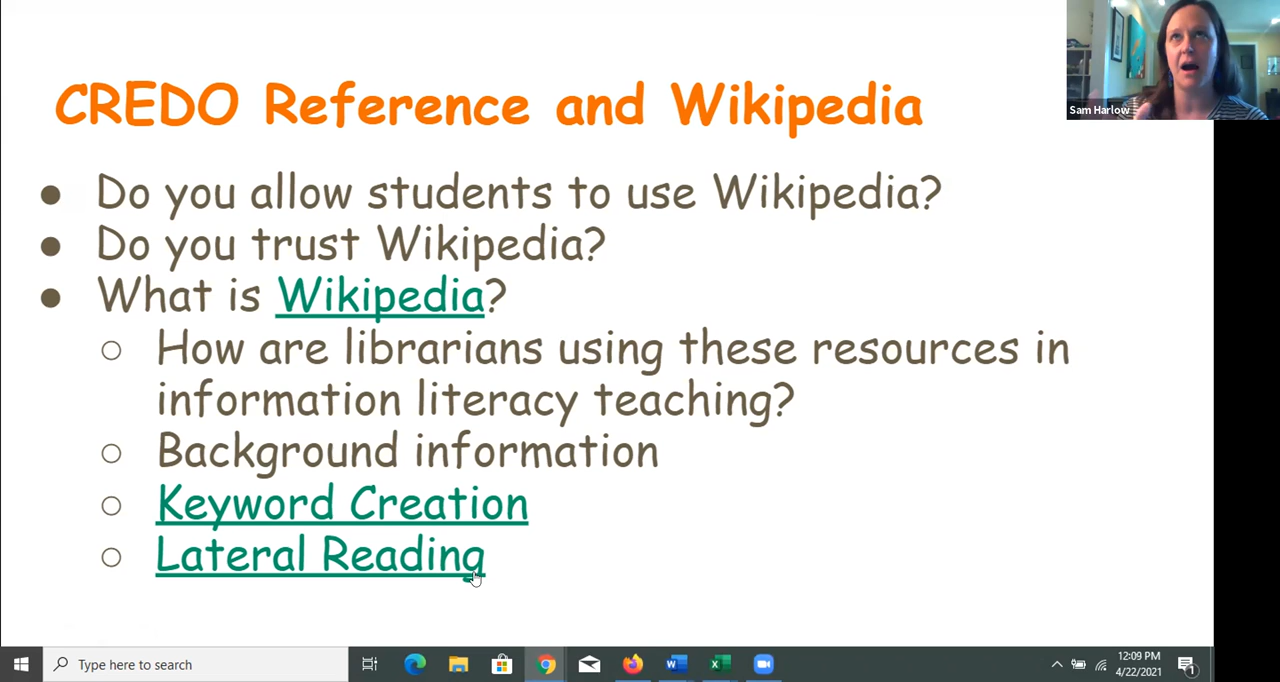 CREDO Reference and Wikipedia
Sam Harlow
● Do you allow students to use Wikipedia?
● Do you trust Wikipedia?
● What is Wikipedia?
○ How are librarians using these resources in
information literacy teaching?
○ Background information
○ Keyword Creation
○ Lateral Reading
Type here to search
12:09 PM
4/22/2021
1